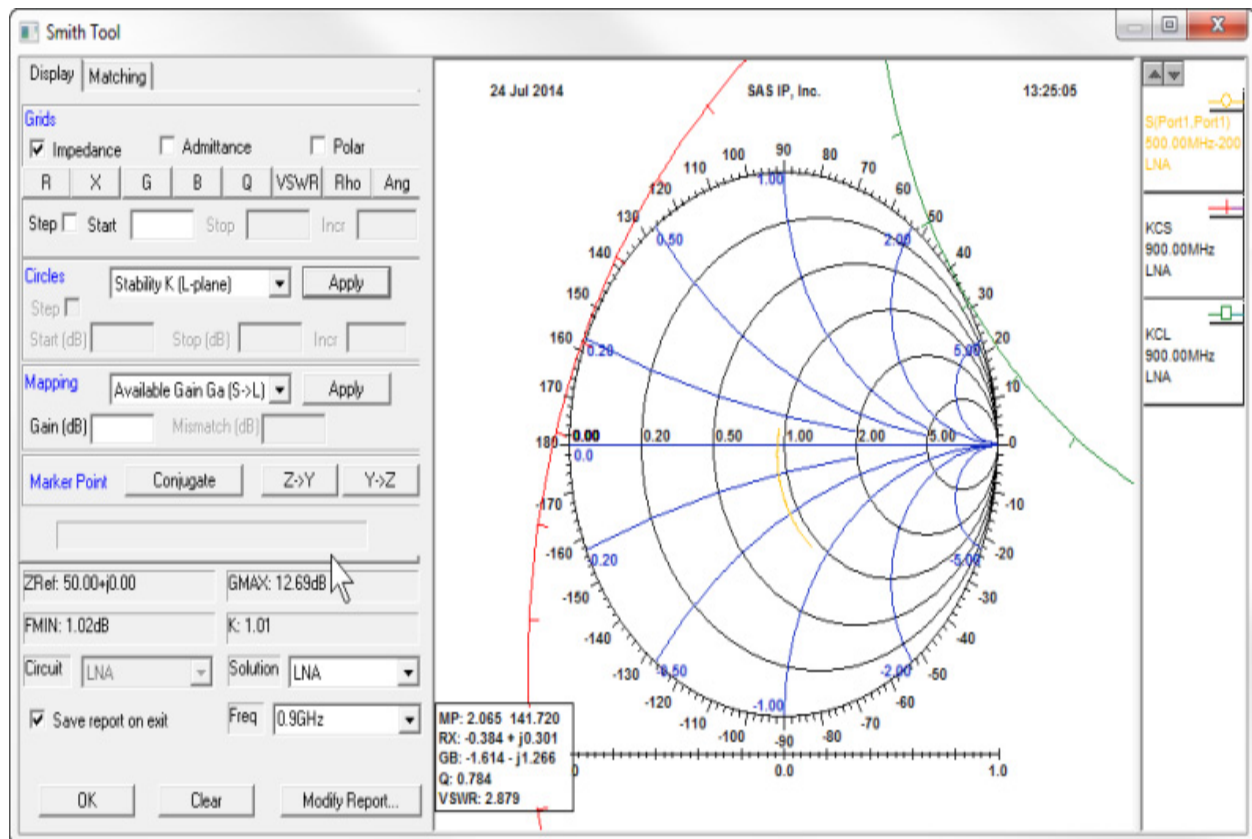 Smith Tool
Display Matching
Grids
Impedance Admittance Polar
R X G B Q VSWR Rho Ang
Step Start Stop Incr
Circles Stability K (L-plane) Apply
Step
Start (dB) Stop (dB) Incr
Mapping Available Gain Ga (S->L) Apply
Gain (dB) Mismatch (dB)
Marker Point Conjugate Z->Y Y->Z
ZRef: 50.00+j0.00 GMAX: 12.69dB
FMIN: 1.02dB K: 1.01
Circuit LNA Solution LNA
Save report on exit Freq 0.9GHz
OK Clear Modify Report...
24 Jul 2014 SAS IP, Inc. 13:25:05
90
100 80
110 70
120 60
130 50
140 40
150 30
160 20
170 10
180 0
-170 -10
-160 -20
-150 -30
-140 -40
-130 -50
-120 -60
-110 -70
-100 -80
-90
1.00
0.50 2.00
0.20 5.00
0.00 0.20 0.50 1.00 2.00 5.00
0.0
-0.20 -5.00
-0.50 -2.00
-1.00
0 0.0 1.0
MP: 2.065 141.720
RX: -0.384 + j0.301
GB: -1.614 - j1.266
Q: 0.784
VSWR: 2.879
S(Port1,Port1)
500.00MHz-200
LNA
KCS
900.00MHz
LNA
KCL
900.00MHz
LNA